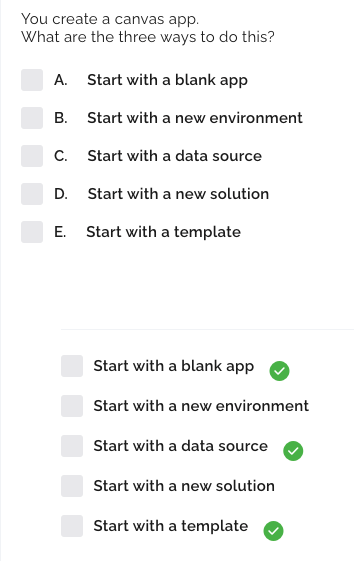 You create a canvas app.
What are the three ways to do this?
A. Start with a blank app
B. Start with a new environment
C. Start with a data source
D. Start with a new solution
E. Start with a template
Start with a blank app
Start with a new environment
Start with a data source
Start with a new solution
Start with a template